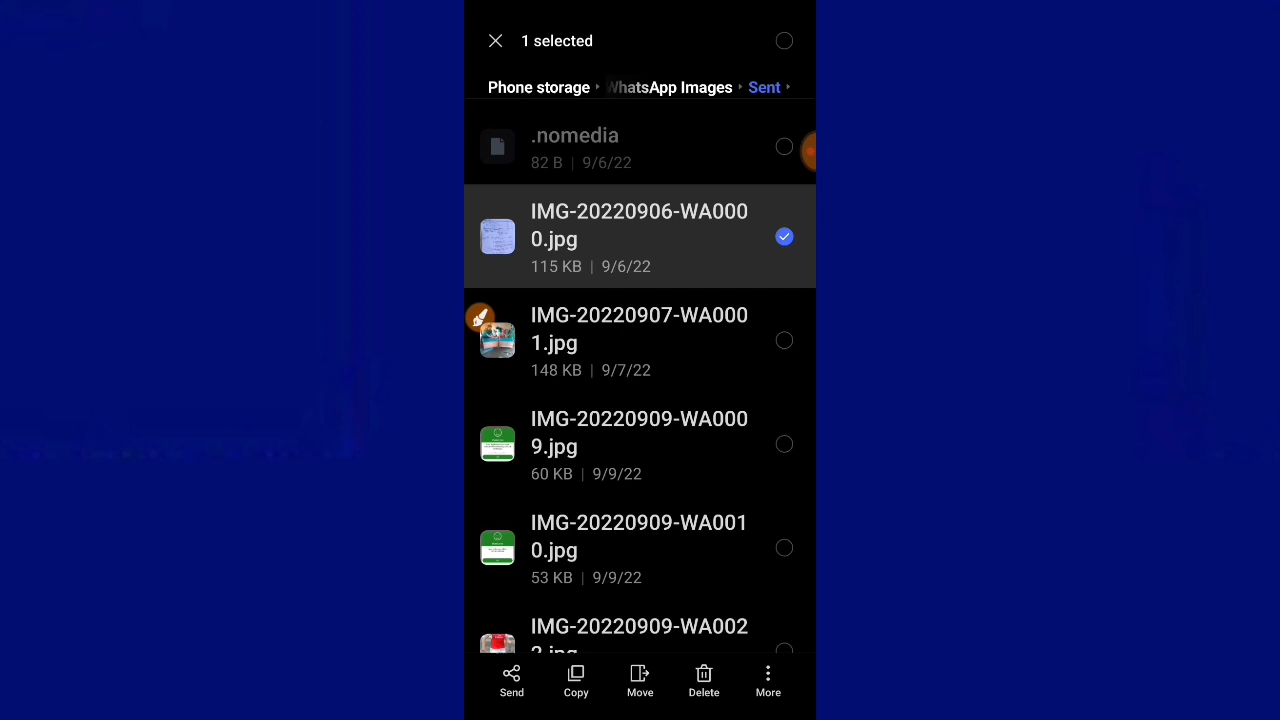 1 selected
Phone storage WhatsApp Images Sent
.nomedia
82 B | 9/6/22
IMG-20220906-WA000
0.jpg
115 KB | 9/6/22
IMG-20220907-WA000
1.jpg
148 KB | 9/7/22
IMG-20220909-WA000
9.jpg
60 KB | 9/9/22
IMG-20220909-WA001
0.jpg
53 KB | 9/9/22
IMG-20220909-WA002
Send Copy Move Delete More